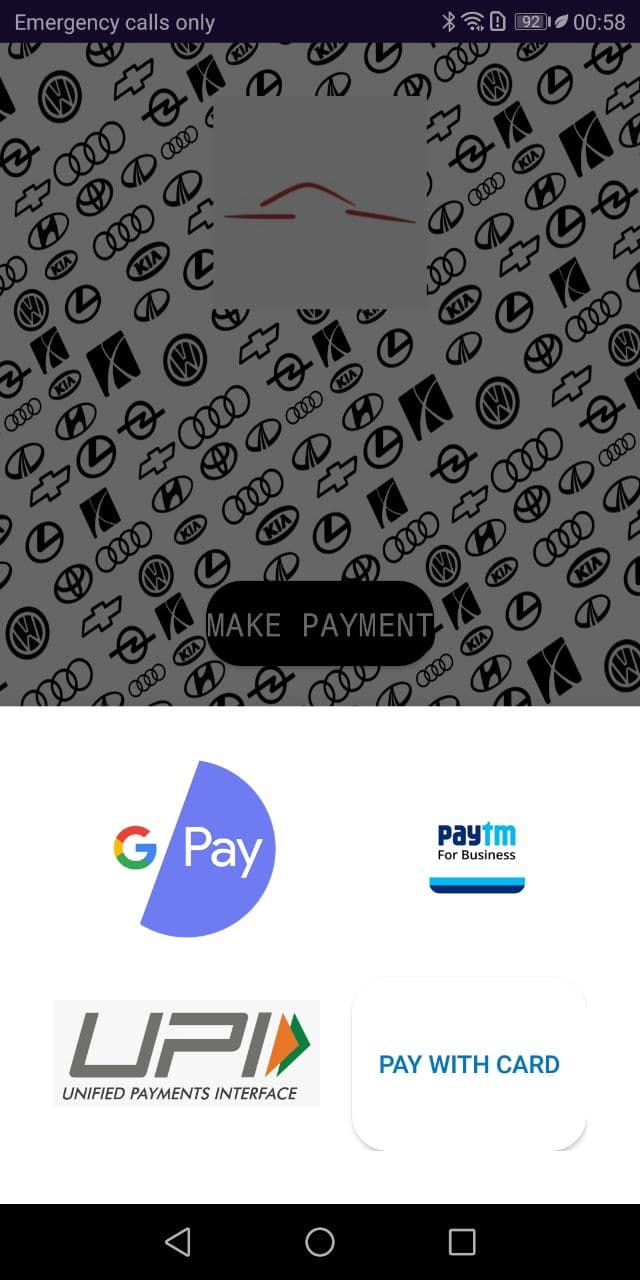 Emergency calls only
92
00:58
KIA
MAKE PAYMENT
G Pay
paytm
For Business
UPI
UNIFIED PAYMENTS INTERFACE
PAY WITH CARD